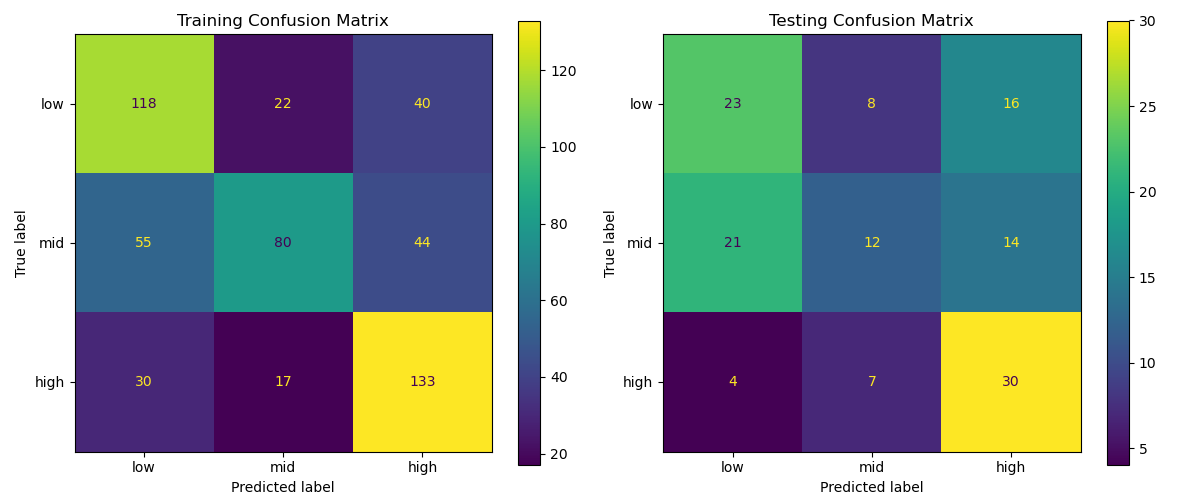 Training Confusion Matrix
True label
low
mid
high
118 22 40
55 80 44
30 17 133
low mid high
Predicted label
120
100
80
60
40
20
Testing Confusion Matrix
True label
low
mid
high
23 8 16
21 12 14
4 7 30
low mid high
Predicted label
30
25
20
15
10
5